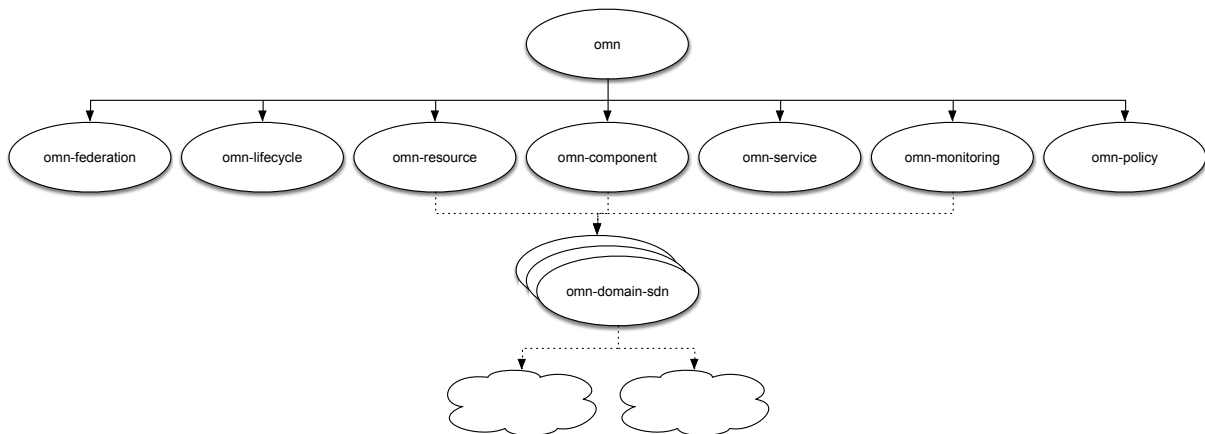 omn
omn-federation
omn-lifecycle
omn-resource
omn-component
omn-service
omn-monitoring
omn-policy
omn-domain-sdn